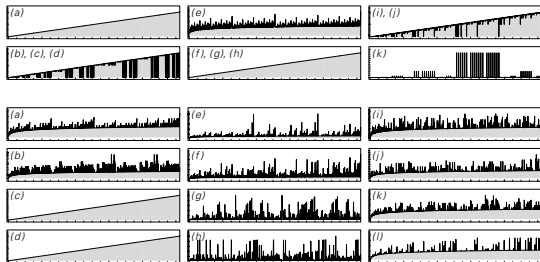 (a)
(e)
(i), (j)
(b), (c), (d)
(f), (g), (h)
(k)
(a)
(e)
(i)
(b)
(f)
(j)
(c)
(g)
(k)
(d)
(h)
(l)